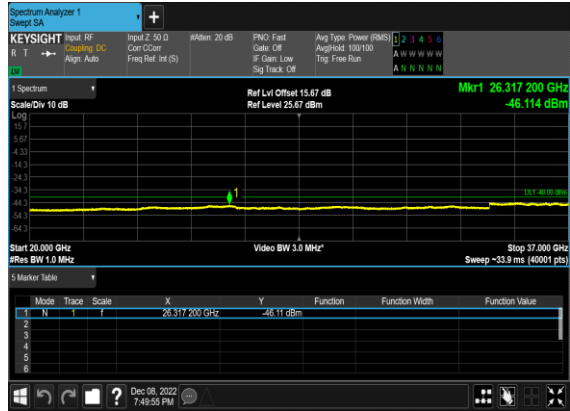 Spectrum Analyzer 1
Swept SA
+
KEYSIGHT Input: RF Input Z: 50 Ω #Atten: 20 dB PNO: Fast Avg Type: Power (RMS) 1 2 3 4 5 6
R T Coupling: DC Corr CCorr Gate: Off Avg|Hold: 100/100 A W W W W W
Align: Auto Freq Ref: Int (S) IF Gain: Low Trig: Free Run
Sig Track: Off A N N N N N
1 Spectrum Ref Lvl Offset 15.67 dB Mkr1 26.317 200 GHz
Scale/Div 10 dB Ref Level 25.67 dBm -46.114 dBm
Log
15.7
5.67
-4.33
-14.3
-24.3
-34.3 1 DL1 -40.00 dBm
-44.3
-54.3
-64.3
Start 20.000 GHz Video BW 3.0 MHz* Stop 37.000 GHz
#Res BW 1.0 MHz Sweep ~33.9 ms (40001 pts)
5 Marker Table
Mode Trace Scale X Y Function Function Width Function Value
1 N 1 f 26.317 200 GHz -46.11 dBm
2
3
4
5
6
? Dec 08, 2022
7:49:55 PM